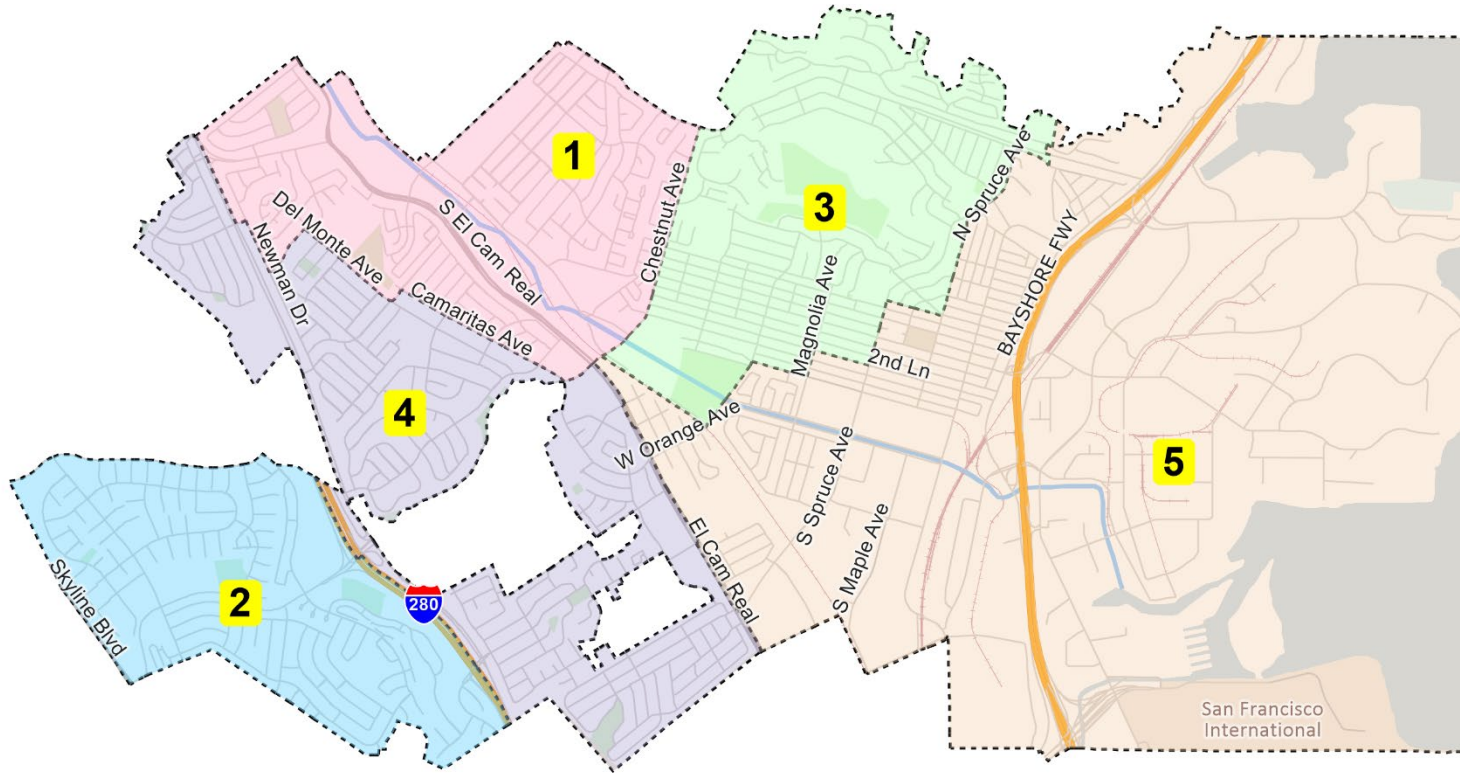 1
3
Chestnut Ave
N Spruce Ave
Del Monte Ave
S El Cam Real
BAYSHORE FWY
Newman Dr
Camaritas Ave
Magnolia Ave
2nd Ln
4
W Orange Ave
5
S Spruce Ave
S Maple Ave
El Cam Real
Skyline Blvd
2
280
San Francisco
International